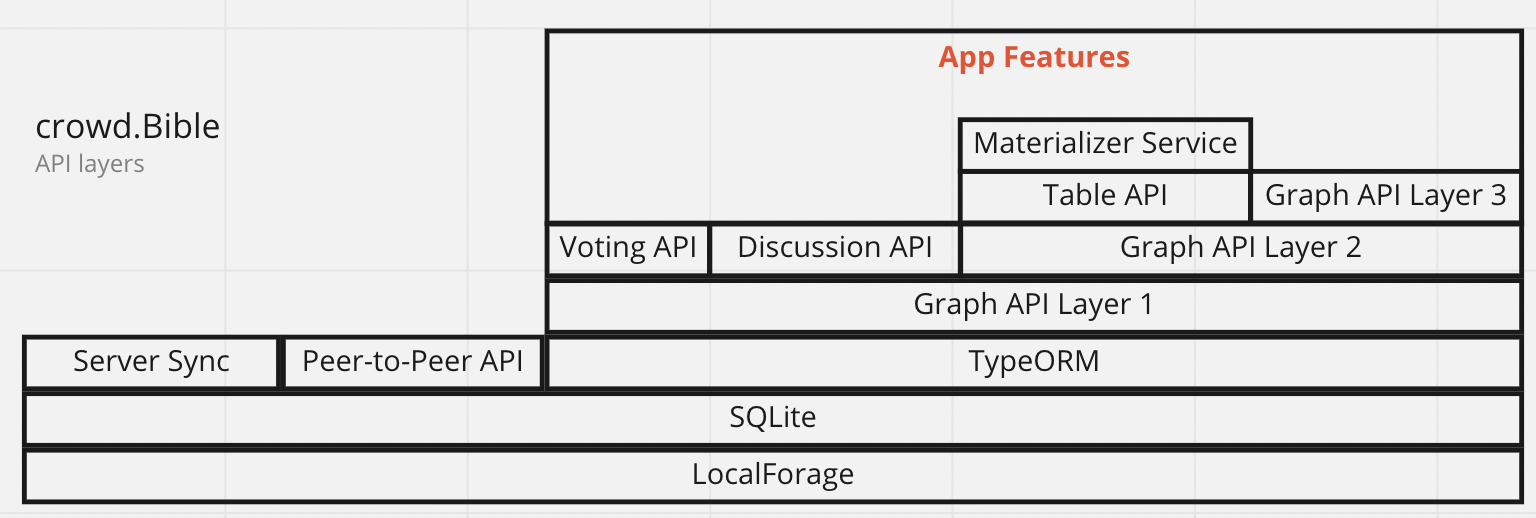 App Features
crowd.Bible
API layers
Materializer Service
Table API
Graph API Layer 3
Voting API
Discussion API
Graph API Layer 2
Graph API Layer 1
Server Sync
Peer-to-Peer API
TypeORM
SQLite
LocalForage